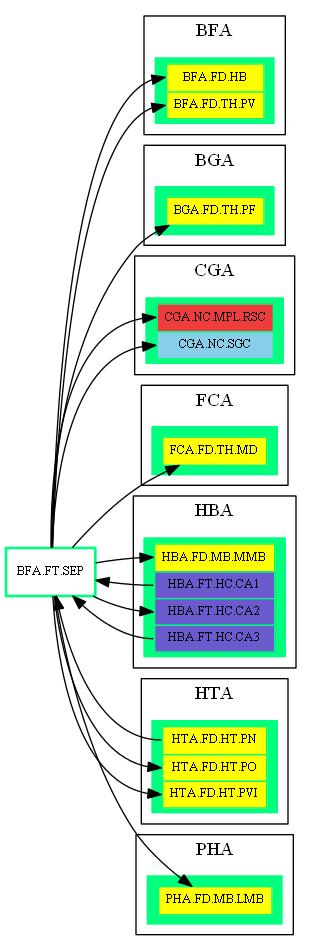 BFA
BFA.FD.HB
BFA.FD.TH.PV
BGA
BGA.FD.TH.PF
CGA
CGA.NC.MPL.RSC
CGA.NC.SGC
FCA
FCA.FD.TH.MD
HBA
BFA.FT.SEP
HBA.FD.MB.MMB
HBA.FT.HC.CA1
HBA.FT.HC.CA2
HBA.FT.HC.CA3
HTA
HTA.FD.HT.PN
HTA.FD.HT.PO
HTA.FD.HT.PVI
PHA
PHA.FD.MB.LMB